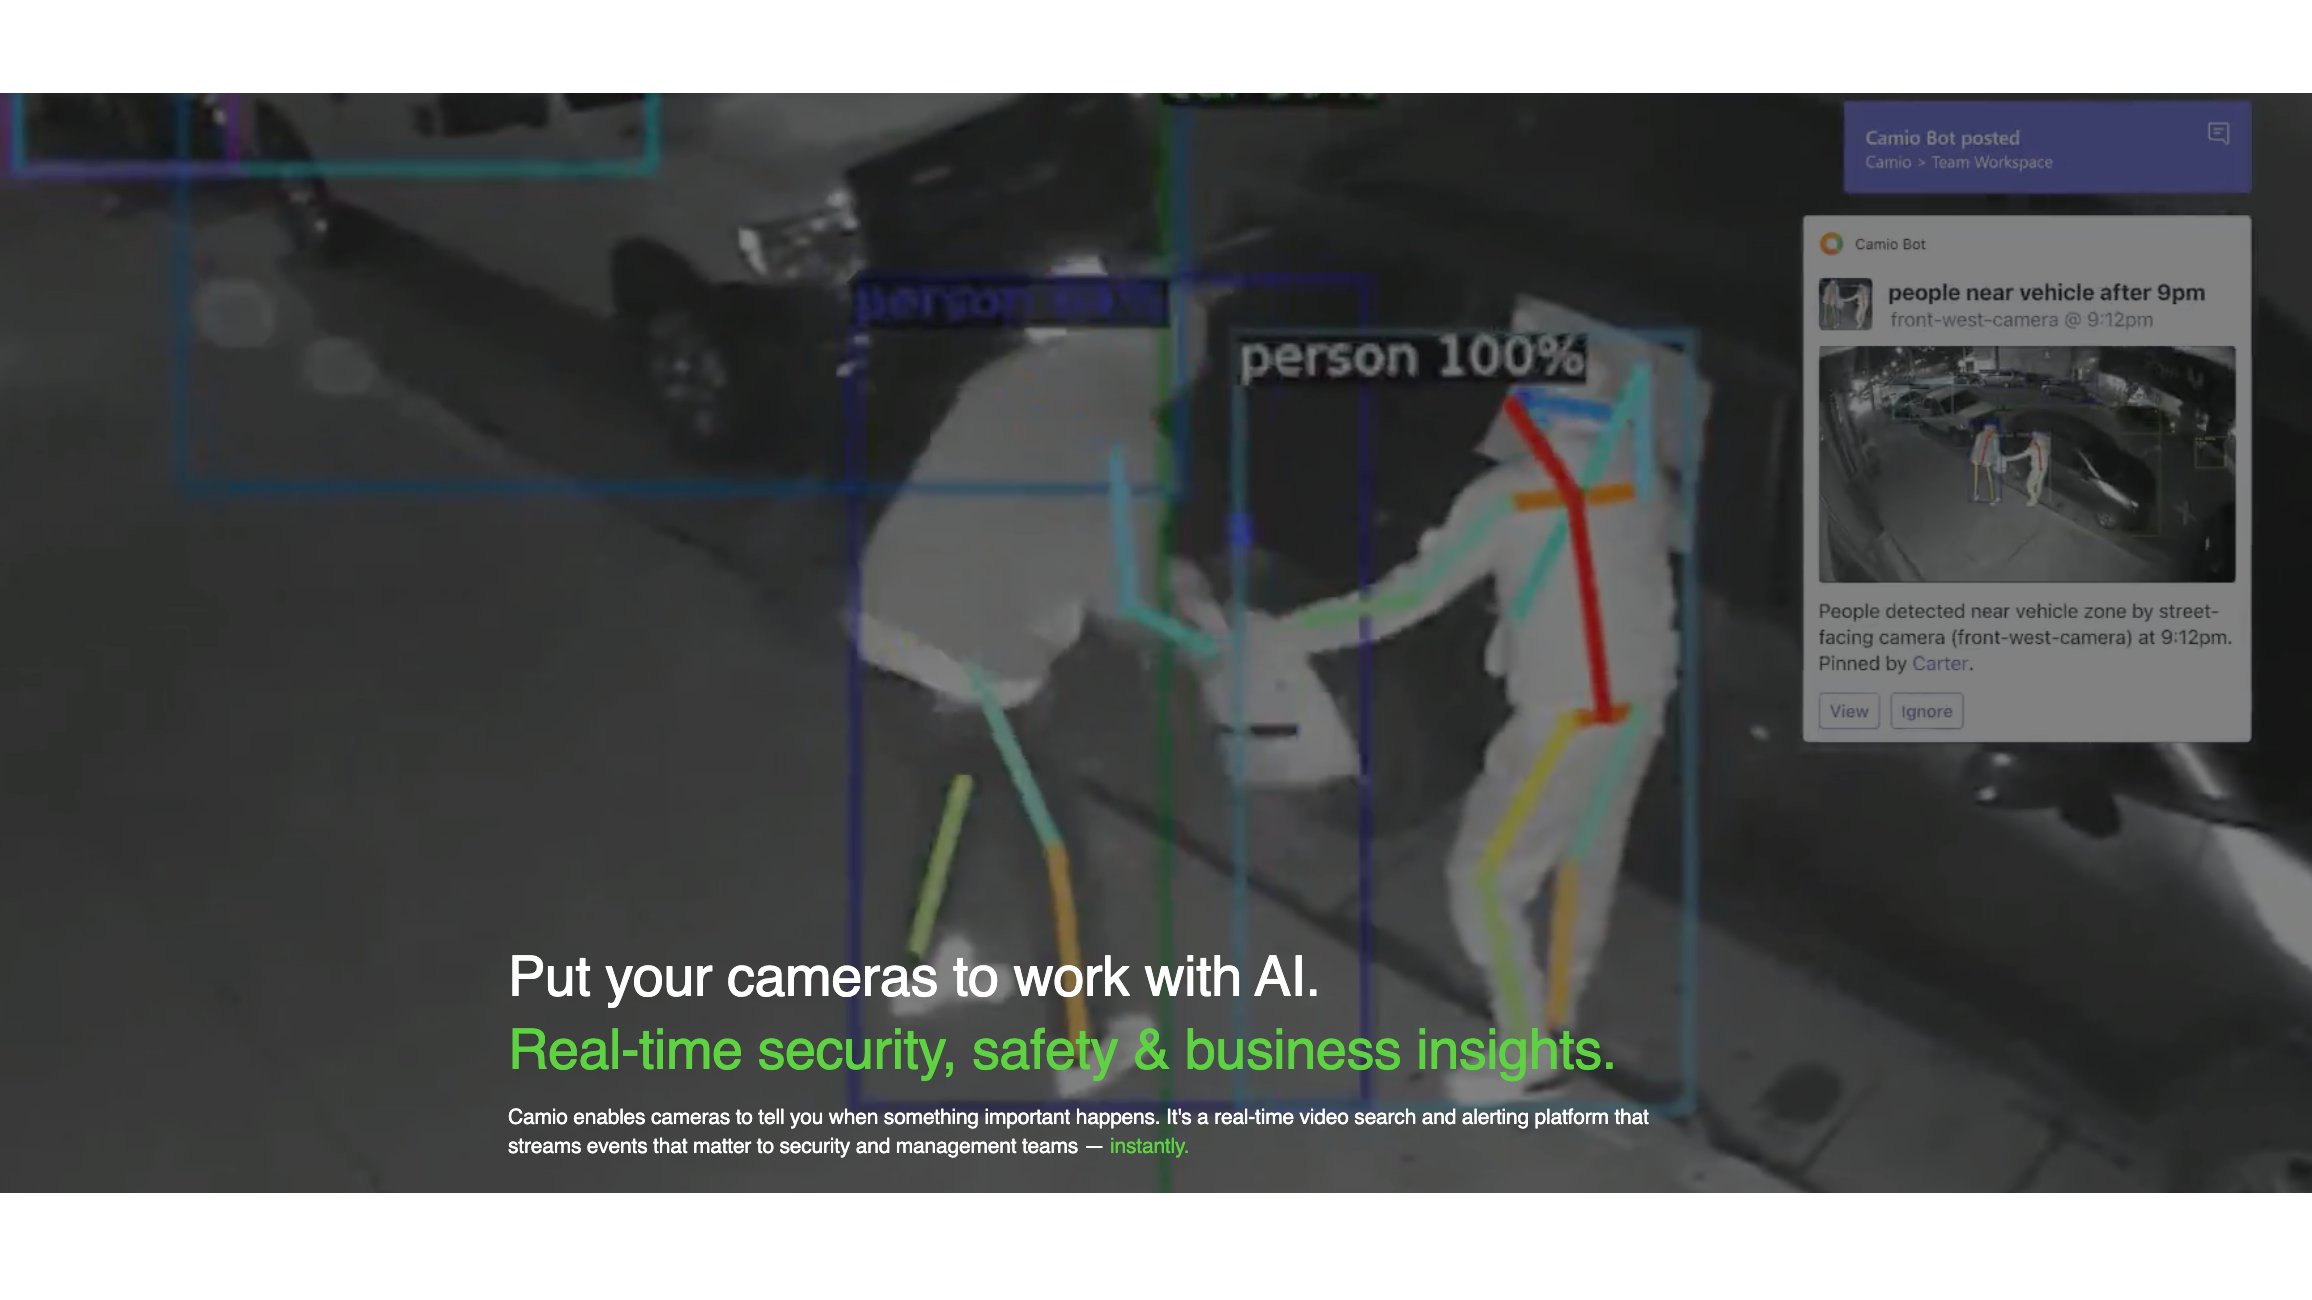 Camio Bot posted
Camio > Team Workspace
Camio Bot
people near vehicle after 9pm
front-west-camera @ 9:12pm
People detected near vehicle zone by street-
facing camera (front-west-camera) at 9:12pm.
Pinned by Carter.
View Ignore
person
person 100%
Put your cameras to work with AI.
Real-time security, safety & business insights.
Camio enables cameras to tell you when something important happens. It's a real-time video search and alerting platform that
streams events that matter to security and management teams — instantly.